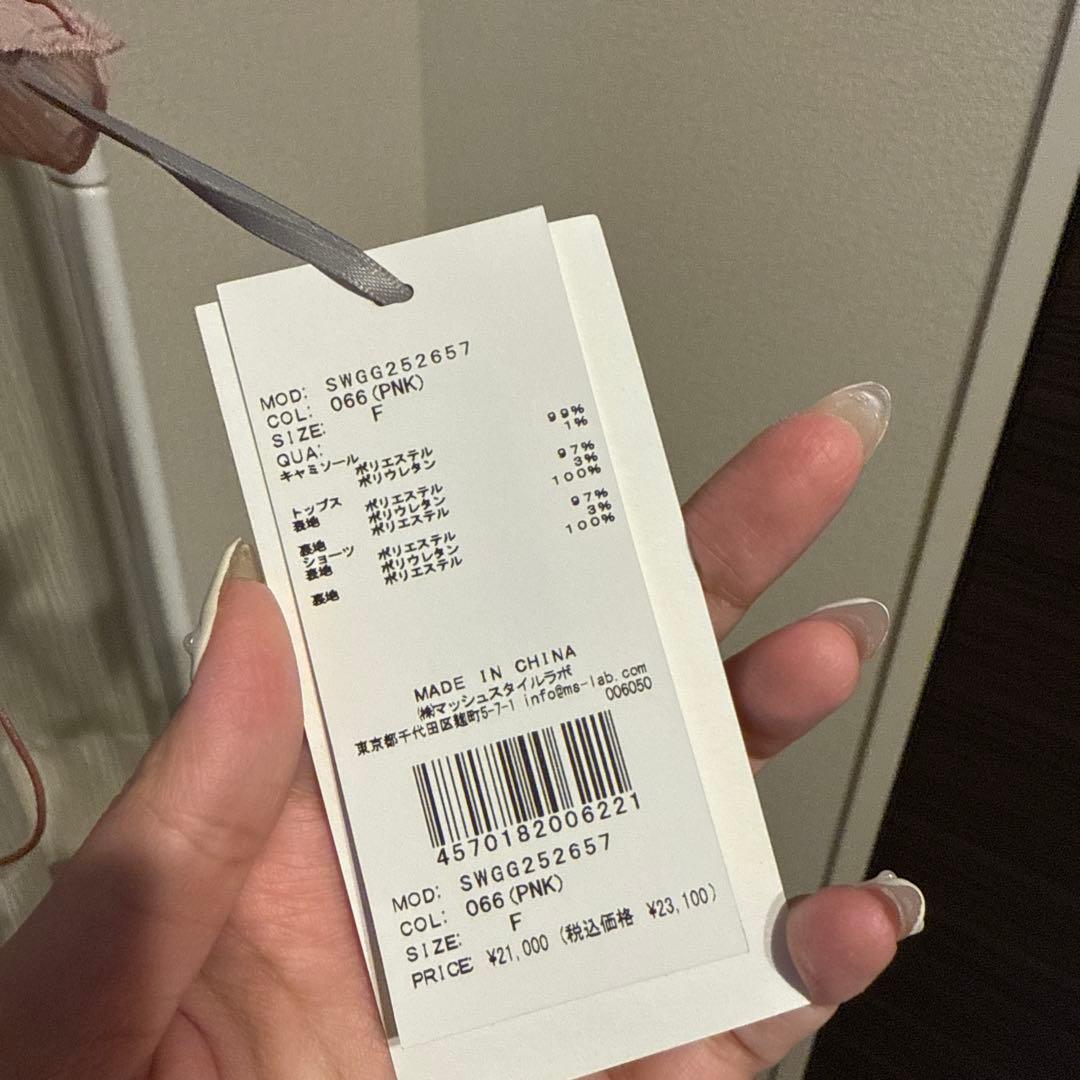 MOD: SWGG252657
COL: 066(PNK)
SIZE: F
QUA:
キャミソール ポリエステル 99%
ポリウレタン 1%
トップス ポリエステル 97%
表地 ポリウレタン 3%
裏地 ポリエステル 100%
ショーツ ポリエステル 97%
表地 ポリウレタン 3%
裏地 ポリエステル 100%
MADE IN CHINA
㈱マッシュスタイルラボ
東京都千代田区麹町5-7-1 info@ms-lab.com
006050
4570182006221
MOD: SWGG252657
COL: 066(PNK)
SIZE: F
PRICE: ¥21,000 (税込価格 ¥23,100)